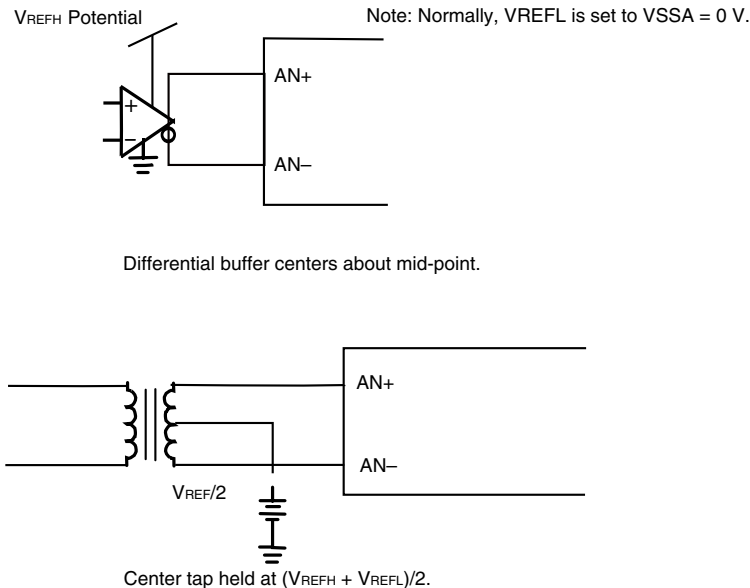 VREFH Potential
Note: Normally, VREFL is set to VSSA = 0 V.
AN+
+
–
AN–
Differential buffer centers about mid-point.
AN+
AN–
VREF/2
Center tap held at (VREFH + VREFL)/2.